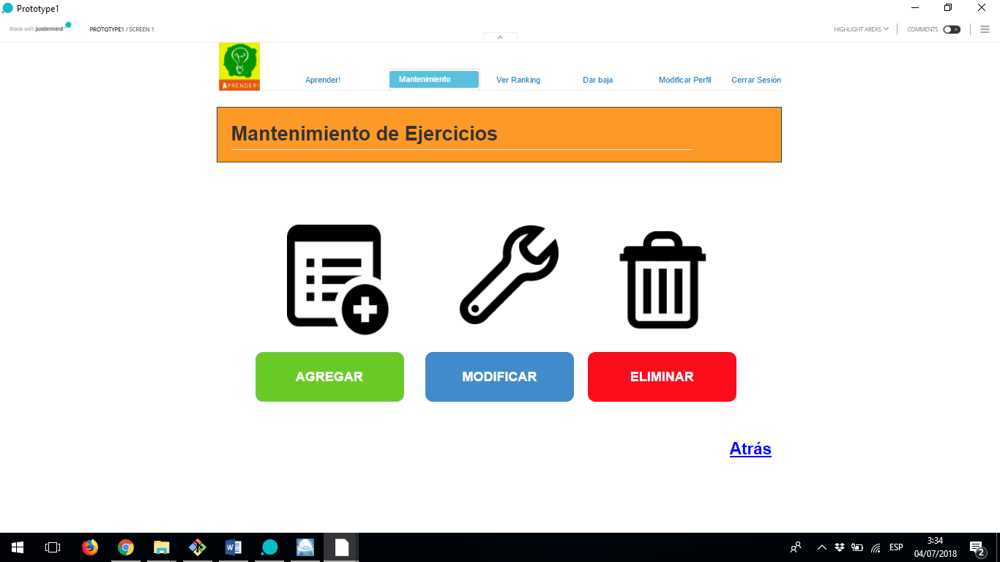 Prototype1
Made with justinmind
PROTOTYPE1 / SCREEN 1
HIGHLIGHT AREAS
COMMENTS
APRENDER!
Aprender!
Mantenimiento
Ver Ranking
Dar baja
Modificar Perfil
Cerrar Sesión
Mantenimiento de Ejercicios
AGREGAR
MODIFICAR
ELIMINAR
Atrás
ESP
3:34
04/07/2018
2